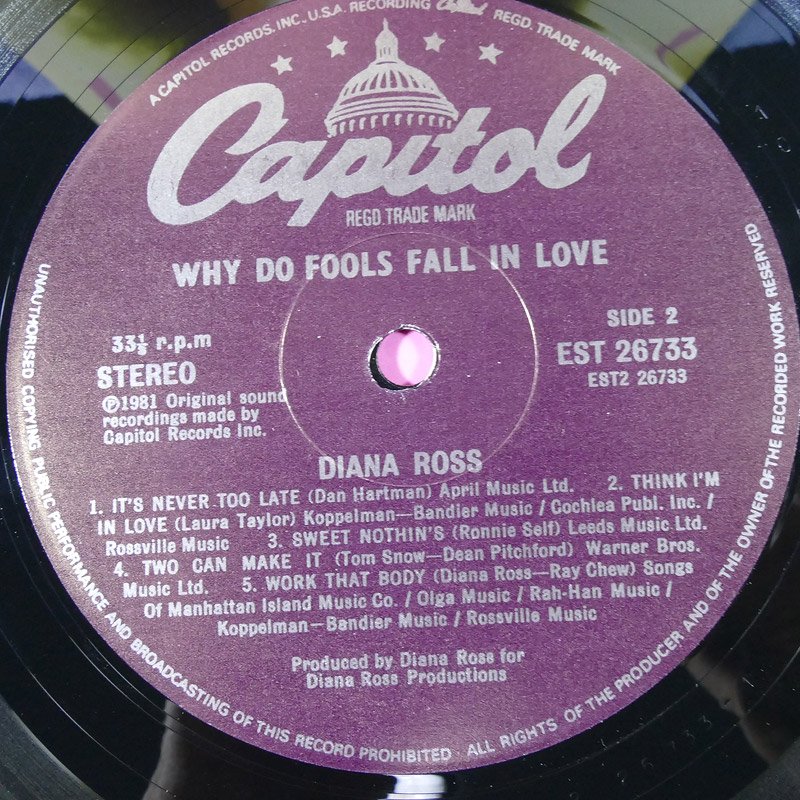 A CAPITOL RECORDS, INC., U.S.A. RECORDING Capitol REGD. TRADE MARK
Capitol
REGD. TRADE MARK
WHY DO FOOLS FALL IN LOVE
33⅓ r.p.m
STEREO
℗1981 Original sound
recordings made by
Capitol Records Inc.
SIDE 2
EST 26733
EST2 26733
DIANA ROSS
1. IT'S NEVER TOO LATE (Dan Hartman) April Music Ltd. 2. THINK I'M
IN LOVE (Laura Taylor) Koppelman—Bandier Music / Cochlea Publ. Inc. /
Rossville Music 3. SWEET NOTHIN'S (Ronnie Self) Leeds Music Ltd.
4. TWO CAN MAKE IT (Tom Snow—Dean Pitchford) Warner Bros.
Music Ltd. 5. WORK THAT BODY (Diana Ross—Ray Chew) Songs
Of Manhattan Island Music Co. / Olga Music / Rah-Han Music /
Koppelman—Bandier Music / Rossville Music
Produced by Diana Ross for
Diana Ross Productions
UNAUTHORISED COPYING PUBLIC PERFORMANCE AND BROADCASTING OF THIS RECORD PROHIBITED · ALL RIGHTS OF THE PRODUCER AND OF THE OWNER OF THE RECORDED WORK RESERVED